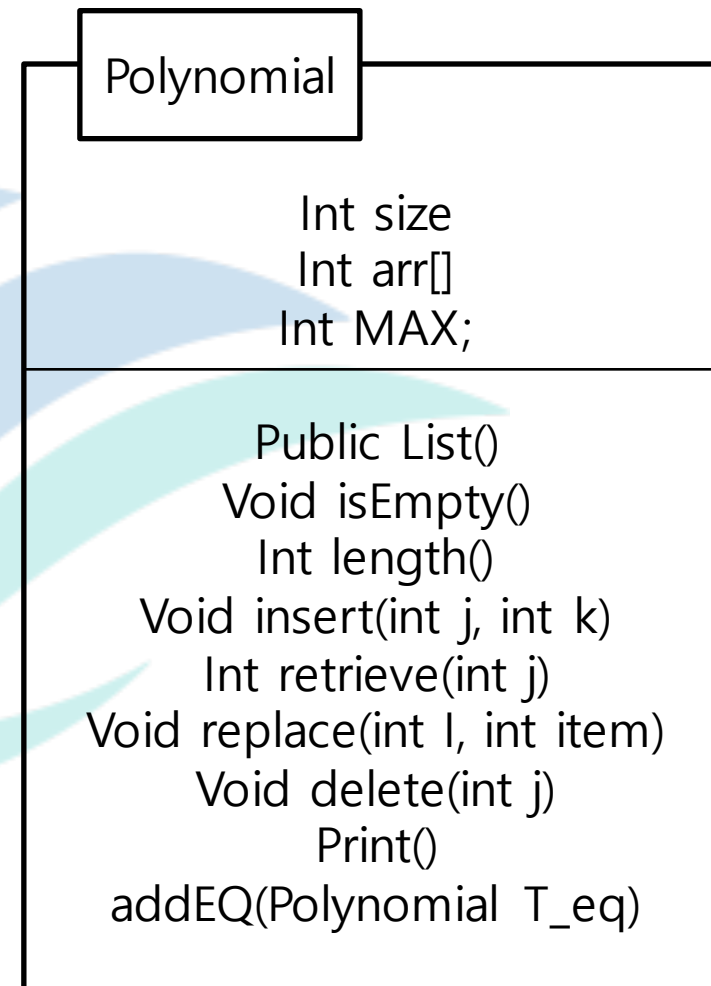 Polynomial
Int size
Int arr[]
Int MAX;
Public List()
Void isEmpty()
Int length()
Void insert(int j, int k)
Int retrieve(int j)
Void replace(int I, int item)
Void delete(int j)
Print()
addEQ(Polynomial T_eq)